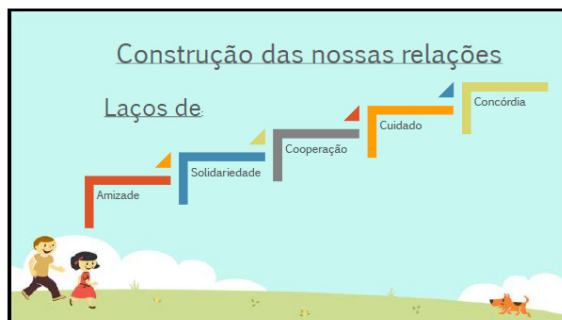 Construção das nossas relações
Laços de:
Amizade
Solidariedade
Cooperação
Cuidado
Concórdia